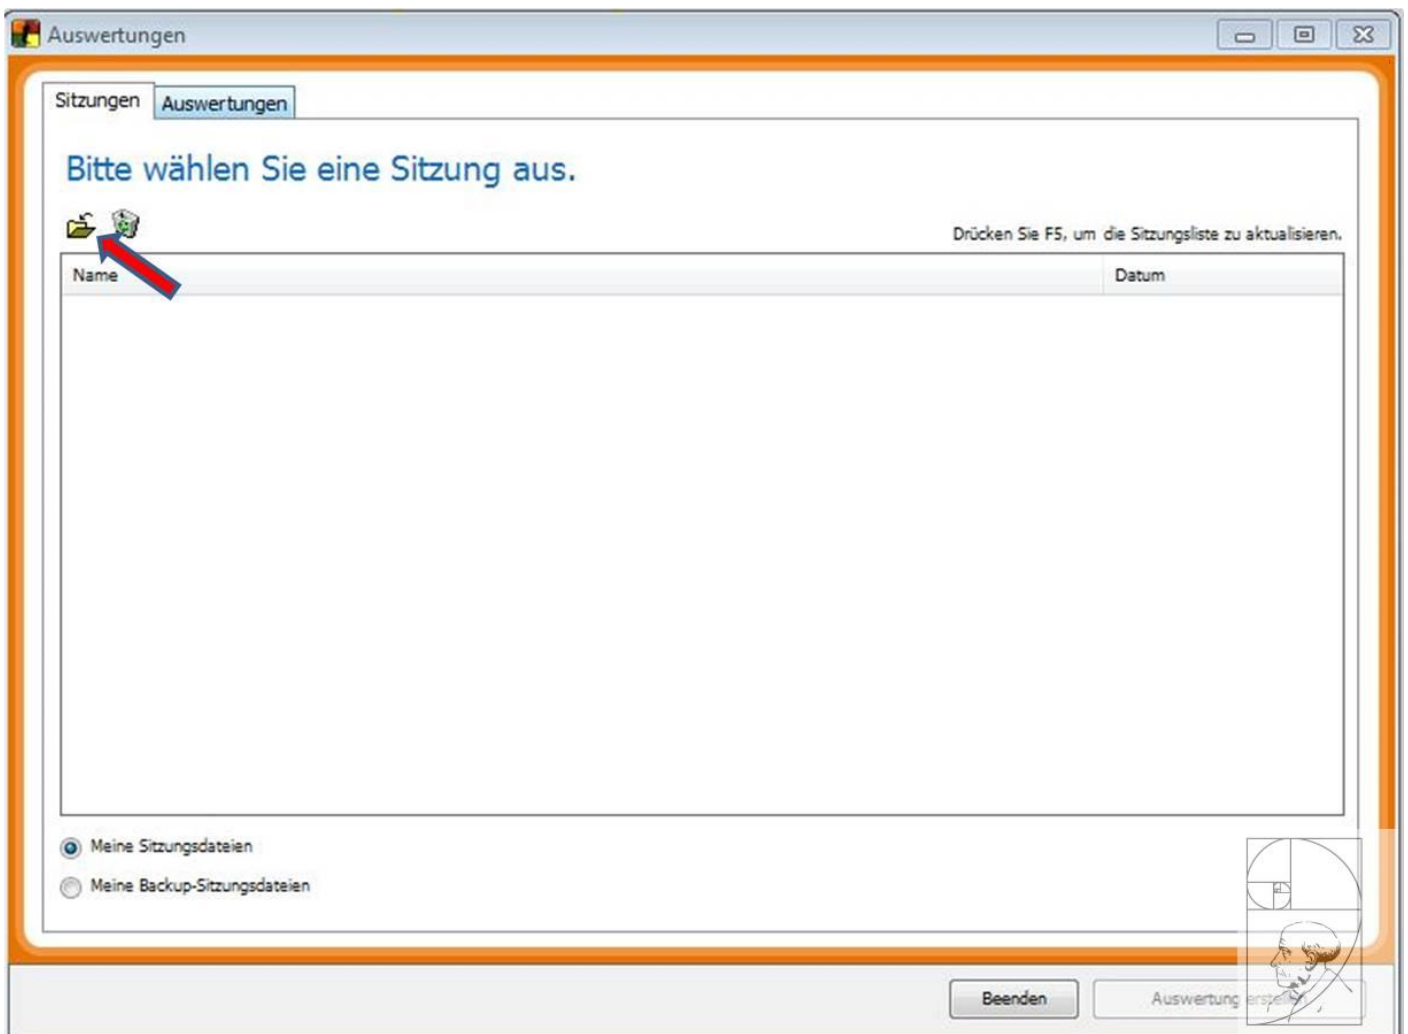 Auswertungen
Sitzungen Auswertungen
Bitte wählen Sie eine Sitzung aus.
Drücken Sie F5, um die Sitzungsliste zu aktualisieren.
Name Datum
Meine Sitzungsdateien
Meine Backup-Sitzungsdateien
Beenden Auswertung erstellen